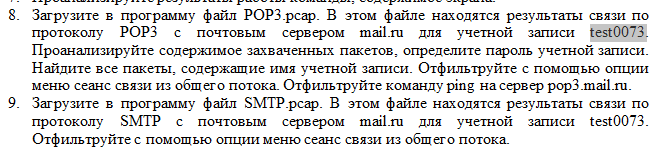 7. Проанализируйте результаты работы команды, содержимое экрана.
8. Загрузите в программу файл POP3.pcap. В этом файле находятся результаты связи по
протоколу POP3 с почтовым сервером mail.ru для учетной записи test0073.
Проанализируйте содержимое захваченных пакетов, определите пароль учетной записи.
Найдите все пакеты, содержащие имя учетной записи. Отфильтруйте с помощью опции
меню сеанс связи из общего потока. Отфильтруйте команду ping на сервер pop3.mail.ru.
9. Загрузите в программу файл SMTP.pcap. В этом файле находятся результаты связи по
протоколу SMTP с почтовым сервером mail.ru для учетной записи test0073.
Отфильтруйте с помощью опции меню сеанс связи из общего потока.